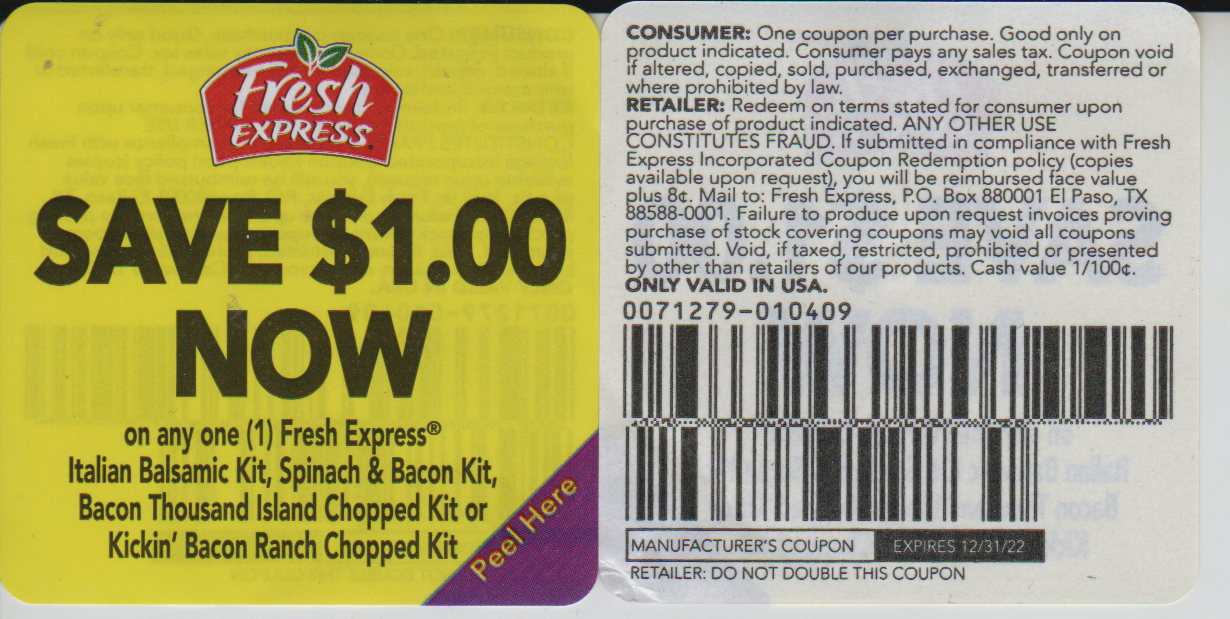 Fresh
EXPRESS®
SAVE $1.00
NOW
on any one (1) Fresh Express®
Italian Balsamic Kit, Spinach & Bacon Kit,
Bacon Thousand Island Chopped Kit or
Kickin' Bacon Ranch Chopped Kit
Peel Here
CONSUMER: One coupon per purchase. Good only on
product indicated. Consumer pays any sales tax. Coupon void
if altered, copied, sold, purchased, exchanged, transferred or
where prohibited by law.
RETAILER: Redeem on terms stated for consumer upon
purchase of product indicated. ANY OTHER USE
CONSTITUTES FRAUD. If submitted in compliance with Fresh
Express Incorporated Coupon Redemption policy (copies
available upon request), you will be reimbursed face value
plus 8¢. Mail to: Fresh Express, P.O. Box 880001 El Paso, TX
88588-0001. Failure to produce upon request invoices proving
purchase of stock covering coupons may void all coupons
submitted. Void, if taxed, restricted, prohibited or presented
by other than retailers of our products. Cash value 1/100¢.
ONLY VALID IN USA.
0071279-010409
MANUFACTURER'S COUPON EXPIRES 12/31/22
RETAILER: DO NOT DOUBLE THIS COUPON